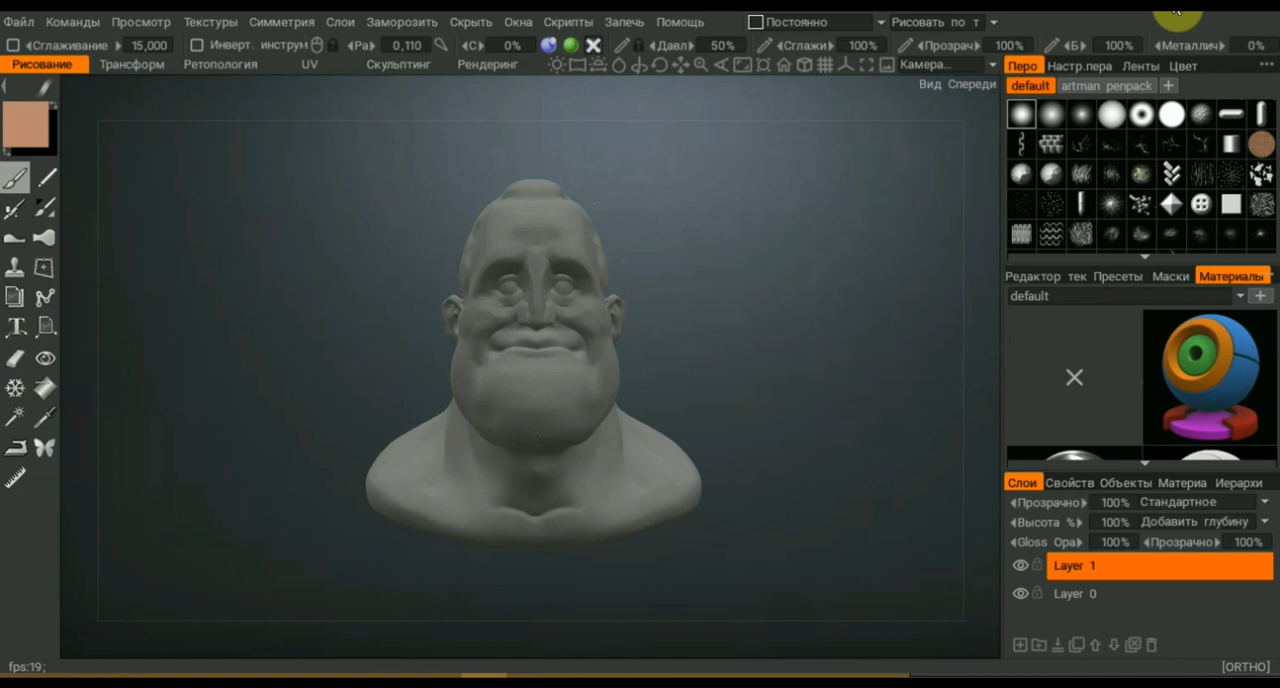 Файл Команды Просмотр Текстуры Симметрия Слои Заморозить Скрыть Окна Скрипты Запечь Помощь Постоянно Рисовать по т
Сглаживание 15,000 Инверт. инструм Ра 0,110 С 0% Давл 50% Сглажи 100% Прозрач 100% Б 100% Металлич 0%
Рисование Трансформ Ретопология UV Скульптинг Рендеринг Камера... Перо Настр.пера Ленты Цвет
Вид Спереди
default artman penpack
Редактор тек Пресеты Маски Материалы
default
Слои Свойств Объекты Материа Иерархи
Прозрачно 100% Стандартное
Высота % 100% Добавить глубину
Gloss Opa 100% Прозрачно 100%
Layer 1
Layer 0
fps:19; [ORTHO]